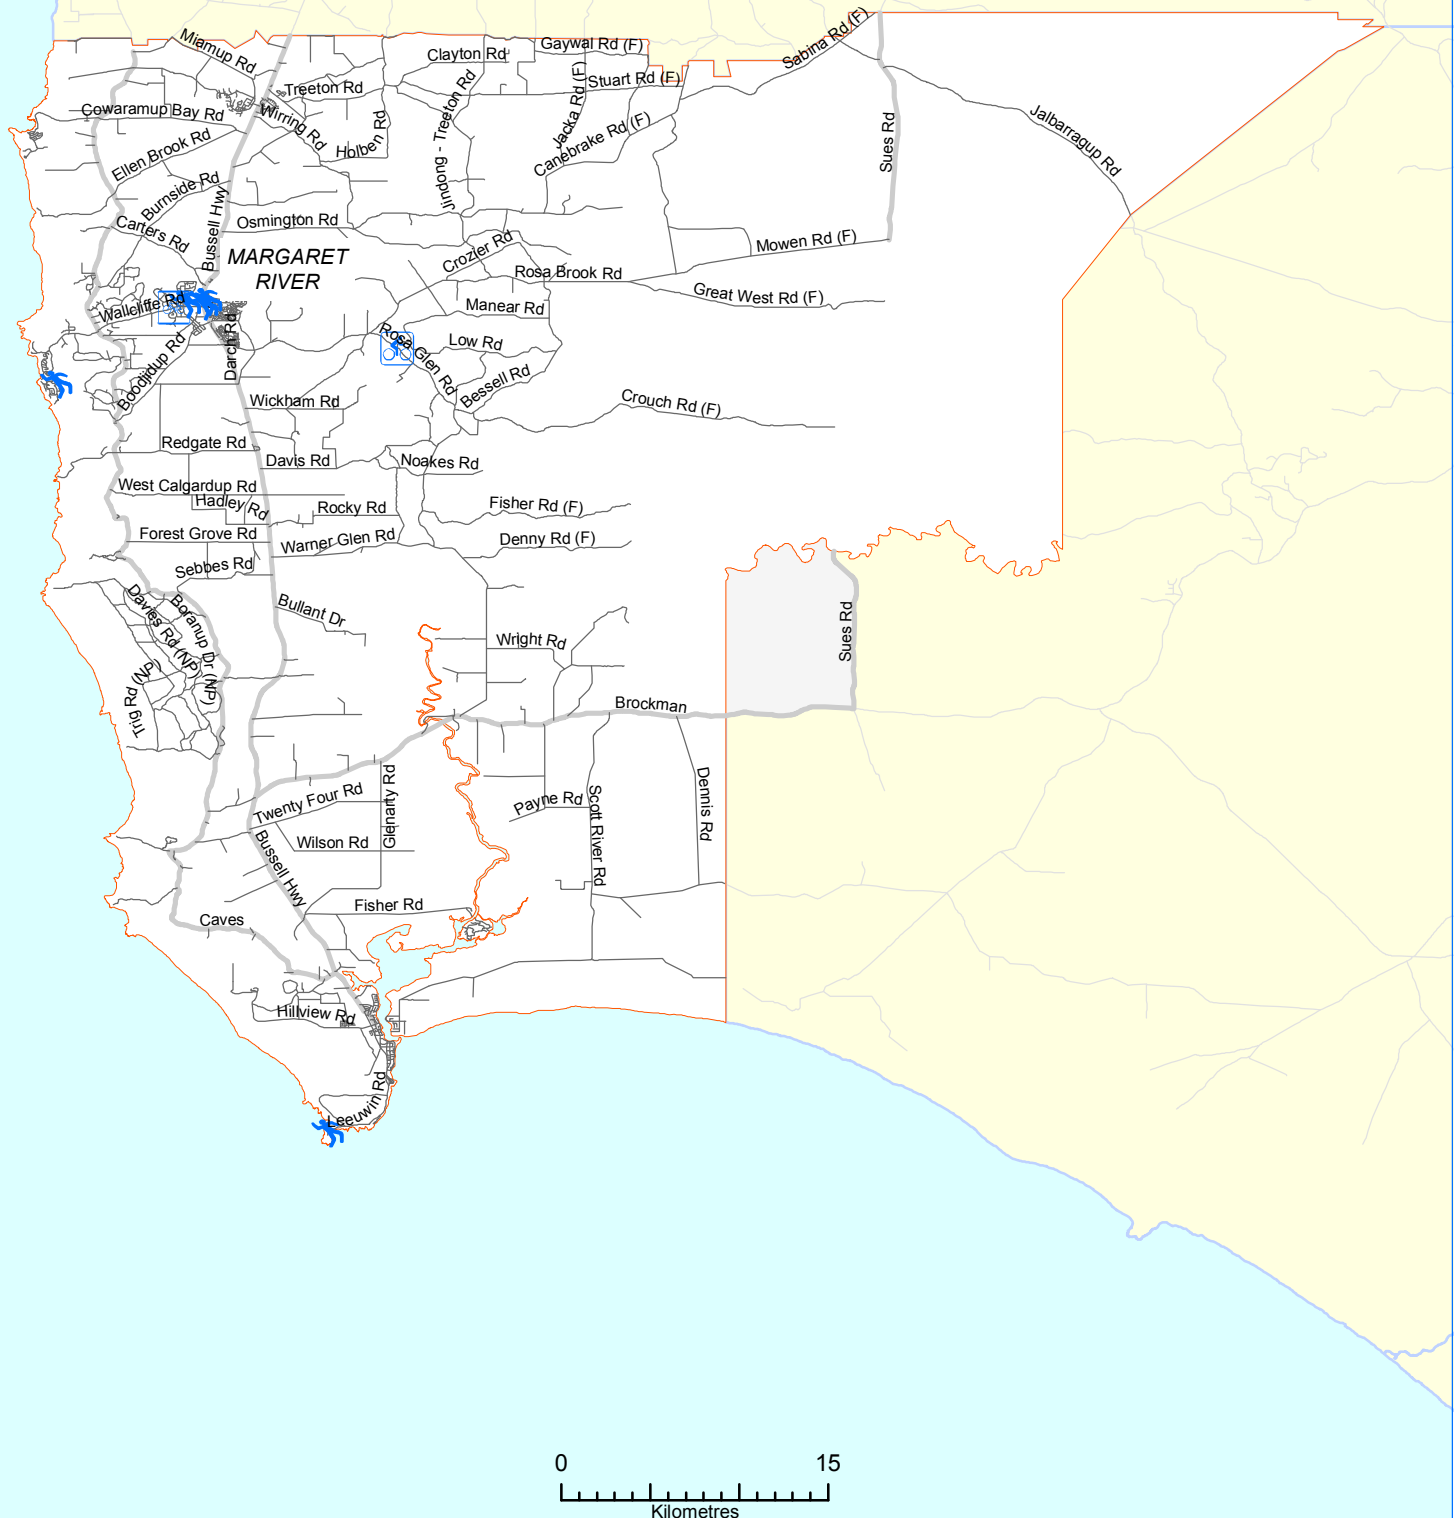 Miamup Rd
Clayton Rd
Gaywal Rd (F)
Sabina Rd (F)
Treeton Rd
Stuart Rd (F)
Cowaramup Bay Rd
Wirring Rd
Jindong - Treeton Rd
Jacka Rd (F)
Sues Rd
Jalbarragup Rd
Ellen Brook Rd
Holben Rd
Canebrake Rd (F)
Burnside Rd
Bussell Hwy
Osmington Rd
Carters Rd
MARGARET
RIVER
Crozier Rd
Mowen Rd (F)
Rosa Brook Rd
Great West Rd (F)
Wallcliffe Rd
Manear Rd
Darch Rd
Rosa Glen Rd
Low Rd
Boodjidup Rd
Bessell Rd
Wickham Rd
Crouch Rd (F)
Redgate Rd
Davis Rd
Noakes Rd
West Calgardup Rd
Hadley Rd
Rocky Rd
Fisher Rd (F)
Forest Grove Rd
Warner Glen Rd
Denny Rd (F)
Sebbes Rd
Davies Rd (NP)
Boranup Dr (NP)
Bullant Dr
Sues Rd
Wright Rd
Trig Rd (NP)
Brockman
Twenty Four Rd
Glenarty Rd
Payne Rd
Scott River Rd
Dennis Rd
Wilson Rd
Bussell Hwy
Fisher Rd
Caves
Hillview Rd
Leeuwin Rd
0 15
Kilometres